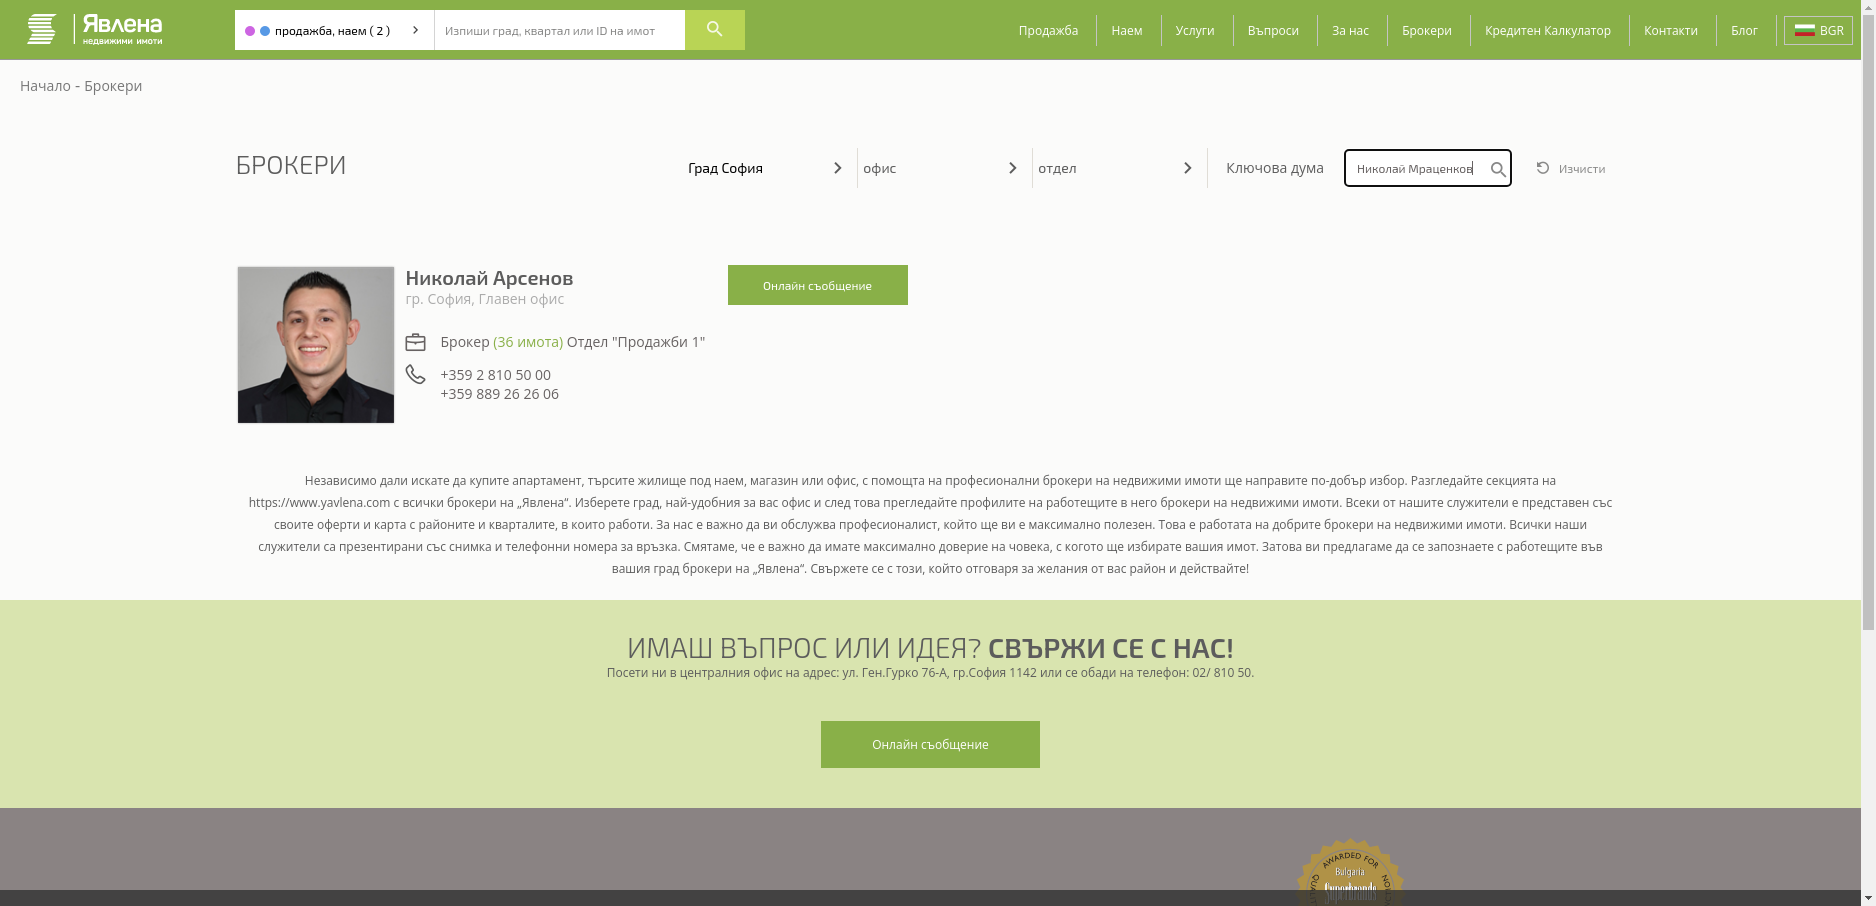 Явлена
недвижими имоти
продажба, наем ( 2 )
Изпиши град, квартал или ID на имот
Продажба
Наем
Услуги
Въпроси
За нас
Брокери
Кредитен Калкулатор
Контакти
Блог
BGR
Начало - Брокери
БРОКЕРИ
Град София
офис
отдел
Ключова дума
Николай Мраценков
Изчисти
Николай Арсенов
гр. София, Главен офис
Онлайн съобщение
Брокер (36 имота) Отдел "Продажби 1"
+359 2 810 50 00
+359 889 26 26 06
Независимо дали искате да купите апартамент, търсите жилище под наем, магазин или офис, с помощта на професионални брокери на недвижими имоти ще направите по-добър избор. Разгледайте секцията на
https://www.yavlena.com с всички брокери на „Явлена“. Изберете град, най-удобния за вас офис и след това прегледайте профилите на работещите в него брокери на недвижими имоти. Всеки от нашите служители е представен със
своите оферти и карта с районите и кварталите, в които работи. За нас е важно да ви обслужва професионалист, който ще ви е максимално полезен. Това е работата на добрите брокери на недвижими имоти. Всички наши
служители са презентирани със снимка и телефонни номера за връзка. Смятаме, че е важно да имате максимално доверие на човека, с когото ще избирате вашия имот. Затова ви предлагаме да се запознаете с работещите във
вашия град брокери на „Явлена“. Свържете се с този, който отговаря за желания от вас район и действайте!
ИМАШ ВЪПРОС ИЛИ ИДЕЯ? СВЪРЖИ СЕ С НАС!
Посети ни в централния офис на адрес: ул. Ген.Гурко 76-А, гр.София 1142 или се обади на телефон: 02/ 810 50.
Онлайн съобщение
AWARDED FOR
Bulgaria
Superbrands